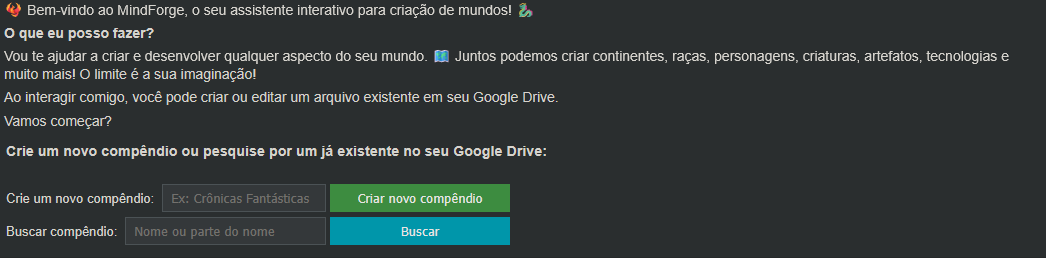 Bem-vindo ao MindForge, o seu assistente interativo para criação de mundos!
O que eu posso fazer?
Vou te ajudar a criar e desenvolver qualquer aspecto do seu mundo. Juntos podemos criar continentes, raças, personagens, criaturas, artefatos, tecnologias e
muito mais! O limite é a sua imaginação!
Ao interagir comigo, você pode criar ou editar um arquivo existente em seu Google Drive.
Vamos começar?
Crie um novo compêndio ou pesquise por um já existente no seu Google Drive:
Crie um novo compêndio: Ex: Crônicas Fantásticas Criar novo compêndio
Buscar compêndio: Nome ou parte do nome Buscar